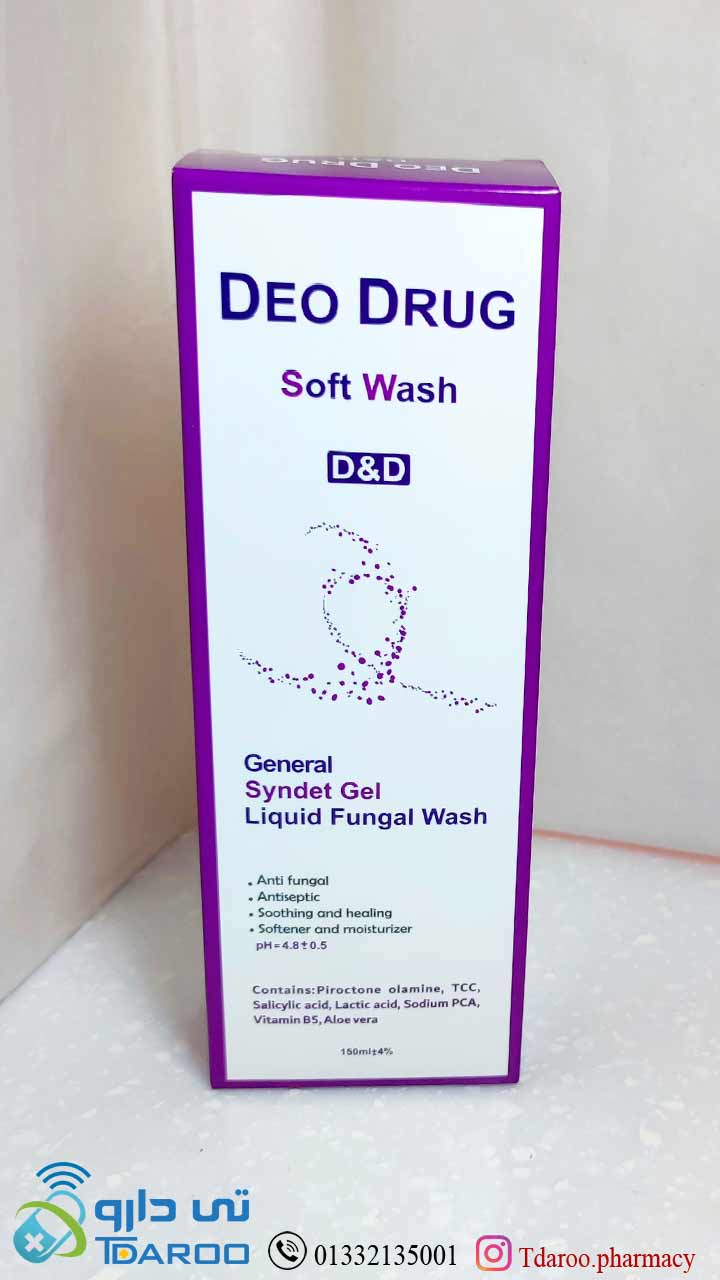 DEO DRUG
DEO DRUG
Soft Wash
D&D
General
Syndet Gel
Liquid Fungal Wash
• Anti fungal
• Antiseptic
• Soothing and healing
• Softener and moisturizer
pH=4.8±0.5
Contains:Piroctone olamine, TCC,
Salicylic acid, Lactic acid, Sodium PCA,
Vitamin B5, Aloe vera
150ml±4%
تی دارو
TDAROO
01332135001
Tdaroo.pharmacy